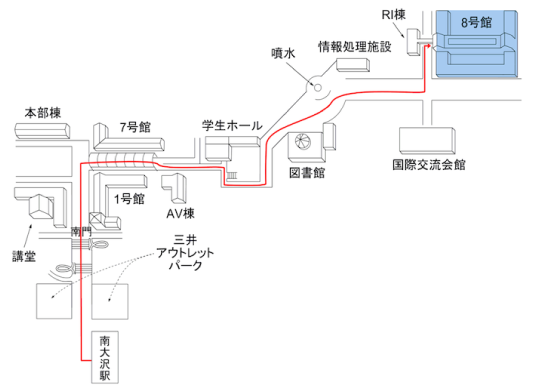 RI棟
8号館
情報処理施設
噴水
本部棟
7号館
学生ホール
図書館
国際交流会館
1号館
AV棟
南門
講堂
三井
アウトレット
パーク
南大沢駅